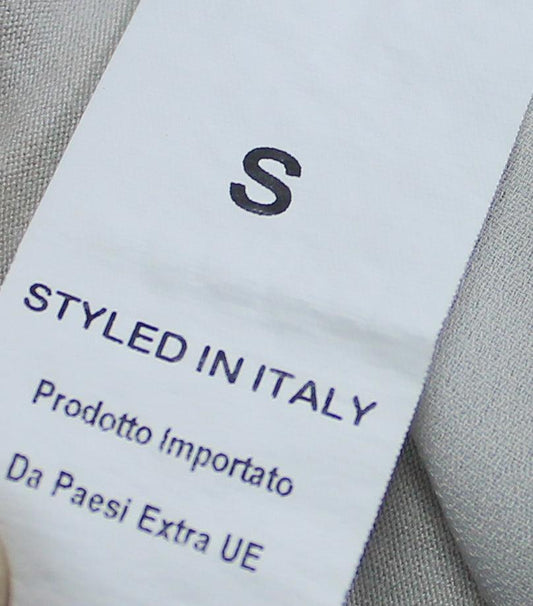 S
STYLED IN ITALY
Prodotto Importato
Da Paesi Extra UE